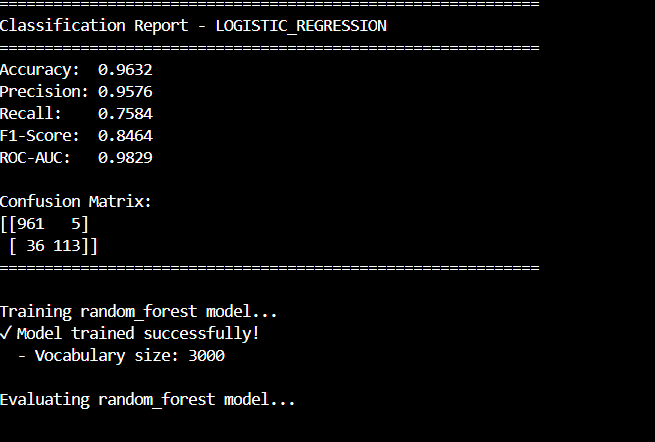 ============================================================
Classification Report - LOGISTIC_REGRESSION
============================================================
Accuracy:  0.9632
Precision: 0.9576
Recall:    0.7584
F1-Score:  0.8464
ROC-AUC:   0.9829
Confusion Matrix:
[[961   5]
 [ 36 113]]
============================================================
Training random_forest model...
✓ Model trained successfully!
  - Vocabulary size: 3000
Evaluating random_forest model...